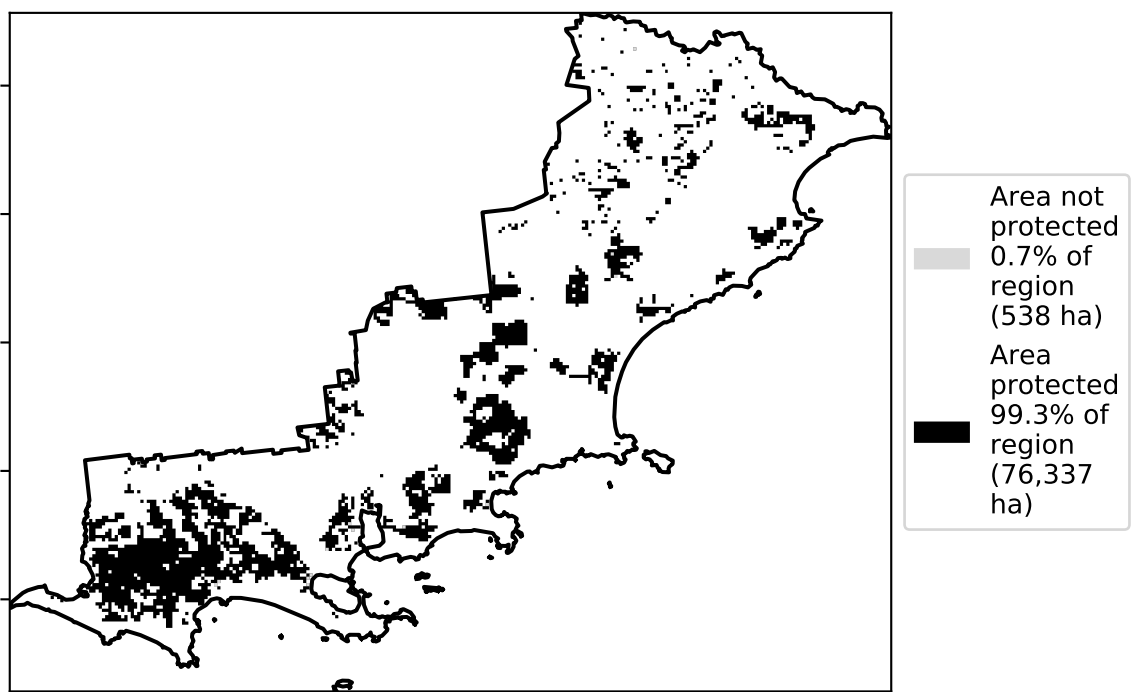 Area not
protected
0.7% of
region
(538 ha)
Area
protected
99.3% of
region
(76,337
ha)